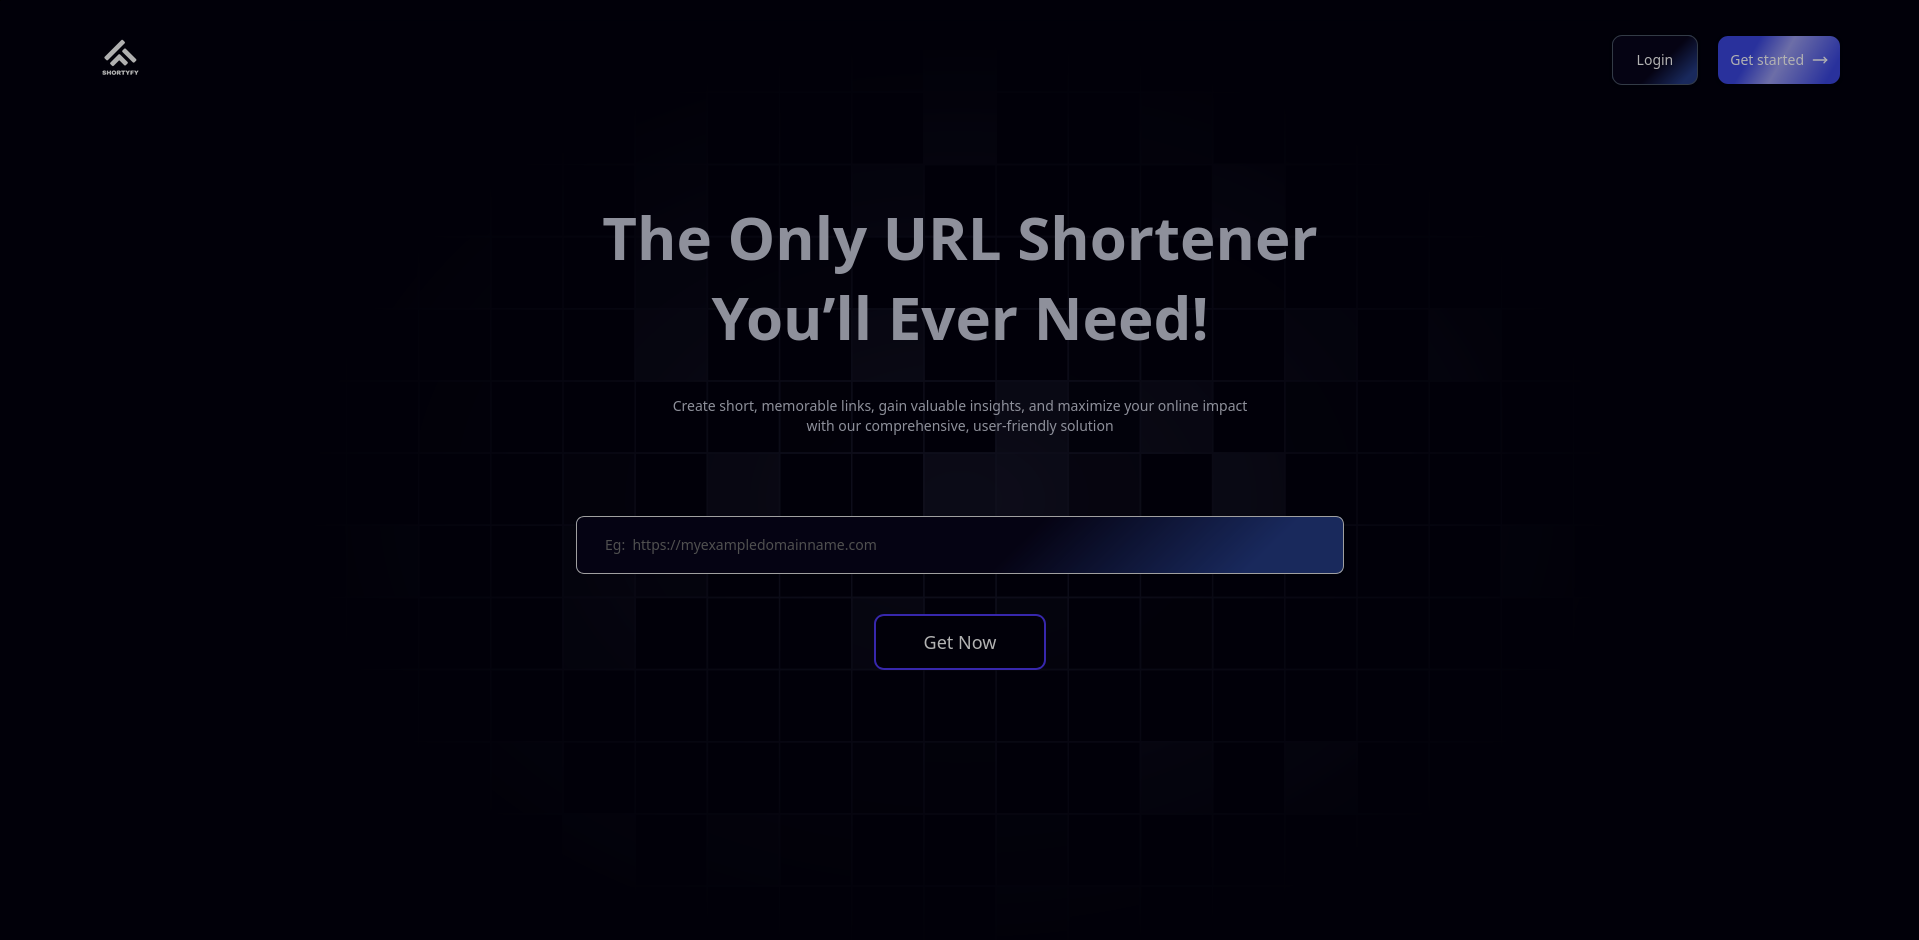 SHORTYFY
Login
Get started
The Only URL Shortener
You’ll Ever Need!
Create short, memorable links, gain valuable insights, and maximize your online impact
with our comprehensive, user-friendly solution
Eg: https://myexampledomainname.com
Get Now